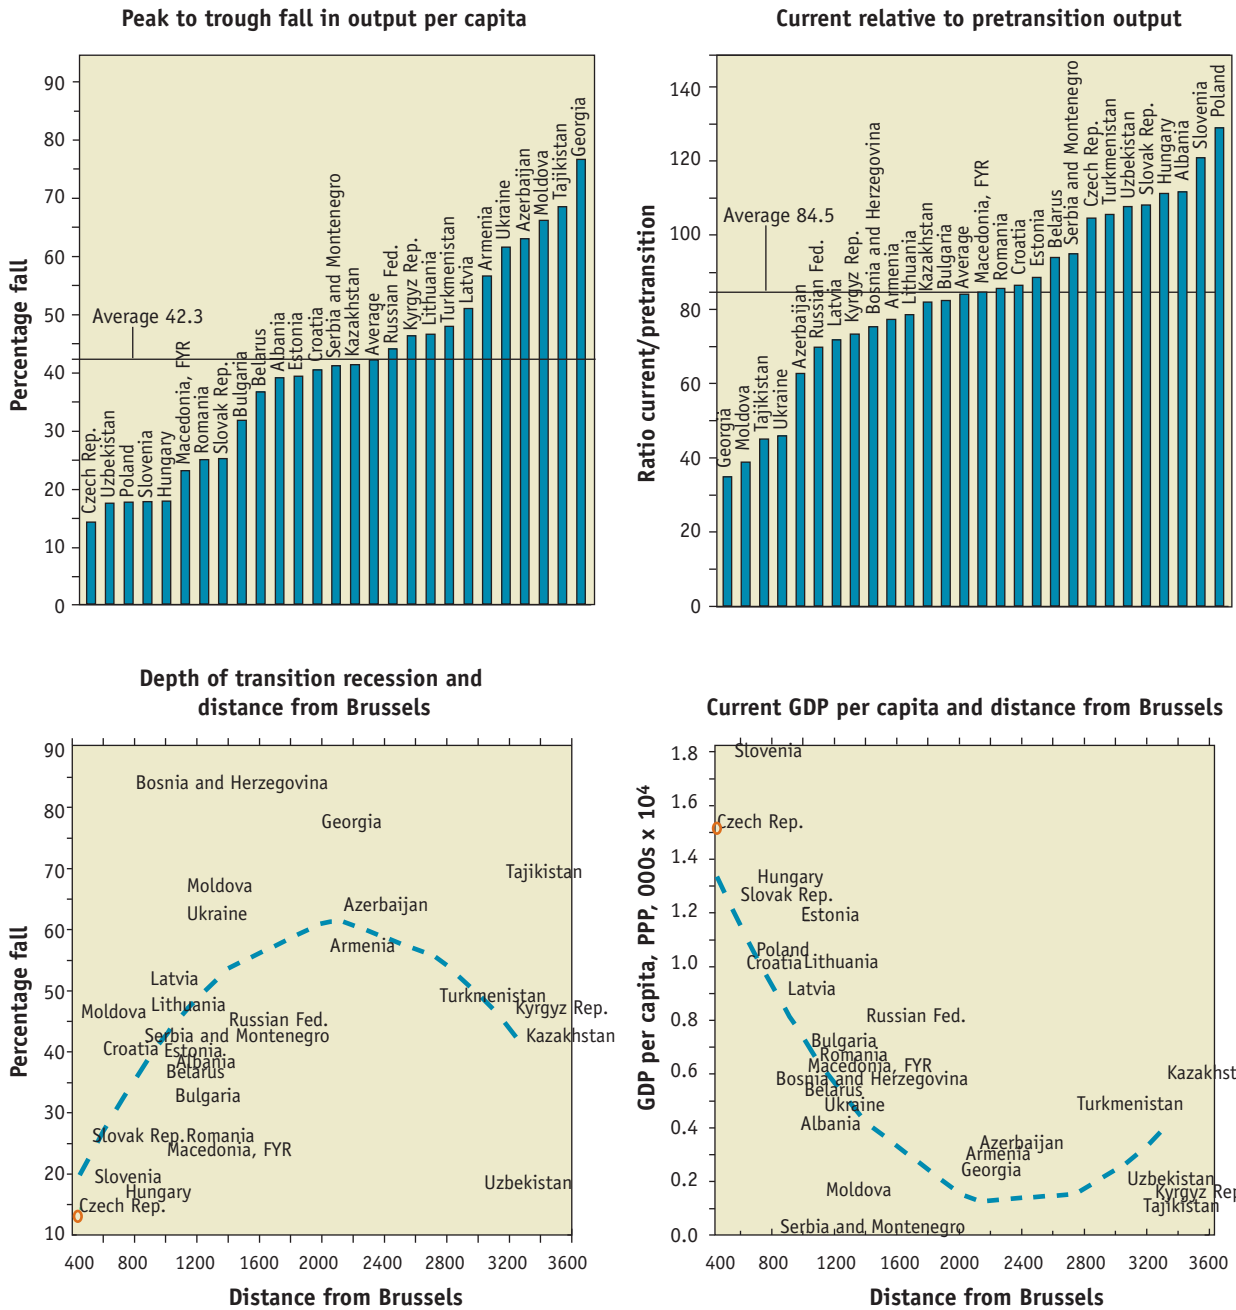 Peak to trough fall in output per capita
Percentage fall
90
80
70
60
50
40
30
20
10
0
Average 42.3
Czech Rep.
Uzbekistan
Poland
Slovenia
Hungary
Macedonia, FYR
Romania
Slovak Rep.
Bulgaria
Belarus
Albania
Estonia
Croatia
Serbia and Montenegro
Kazakhstan
Average
Russian Fed.
Kyrgyz Rep.
Lithuania
Turkmenistan
Latvia
Armenia
Ukraine
Azerbaijan
Moldova
Tajikistan
Georgia
Current relative to pretransition output
Ratio current/pretransition
140
120
100
80
60
40
20
0
Average 84.5
Georgia
Moldova
Tajikistan
Ukraine
Azerbaijan
Russian Fed.
Latvia
Kyrgyz Rep.
Bosnia and Herzegovina
Armenia
Lithuania
Kazakhstan
Bulgaria
Average
Macedonia, FYR
Romania
Croatia
Estonia
Belarus
Serbia and Montenegro
Czech Rep.
Turkmenistan
Uzbekistan
Slovak Rep.
Hungary
Albania
Slovenia
Poland
Depth of transition recession and
distance from Brussels
Percentage fall
90
80
70
60
50
40
30
20
10
Bosnia and Herzegovina
Georgia
Tajikistan
Moldova
Azerbaijan
Ukraine
Armenia
Latvia
Turkmenistan
Lithuania
Kyrgyz Rep.
Moldova
Russian Fed.
Serbia and Montenegro
Kazakhstan
Croatia
Estonia
Albania
Belarus
Bulgaria
Slovak Rep.
Romania
Macedonia, FYR
Slovenia
Uzbekistan
Hungary
Czech Rep.
400 800 1200 1600 2000 2400 2800 3200 3600
Distance from Brussels
Current GDP per capita and distance from Brussels
GDP per capita, PPP, 000s x 10⁴
1.8
1.6
1.4
1.2
1.0
0.8
0.6
0.4
0.2
0.0
Slovenia
Czech Rep.
Hungary
Slovak Rep.
Estonia
Poland
Croatia
Lithuania
Latvia
Russian Fed.
Bulgaria
Romania
Macedonia, FYR
Kazakhst
Bosnia and Herzegovina
Belarus
Ukraine
Turkmenistan
Albania
Azerbaijan
Armenia
Georgia
Uzbekistan
Moldova
Kyrgyz Rep
Tajikistan
Serbia and Montenegro
400 800 1200 1600 2000 2400 2800 3200 3600
Distance from Brussels